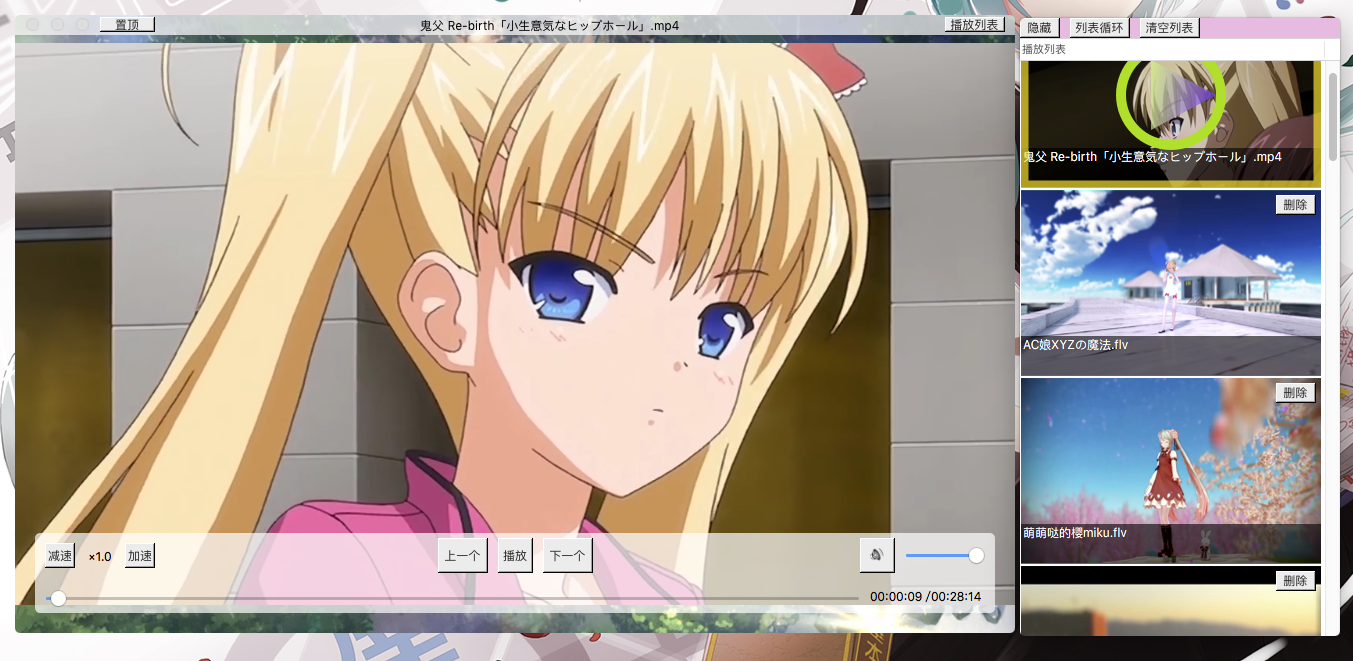 置顶
鬼父 Re-birth「小生意気なヒップホール」.mp4
播放列表
减速
×1.0
加速
上一个
播放
下一个
00:00:09 /00:28:14
隐藏
列表循环
清空列表
播放列表
鬼父 Re-birth「小生意気なヒップホール」.mp4
删除
AC娘XYZの魔法.flv
删除
萌萌哒的樱miku.flv
删除